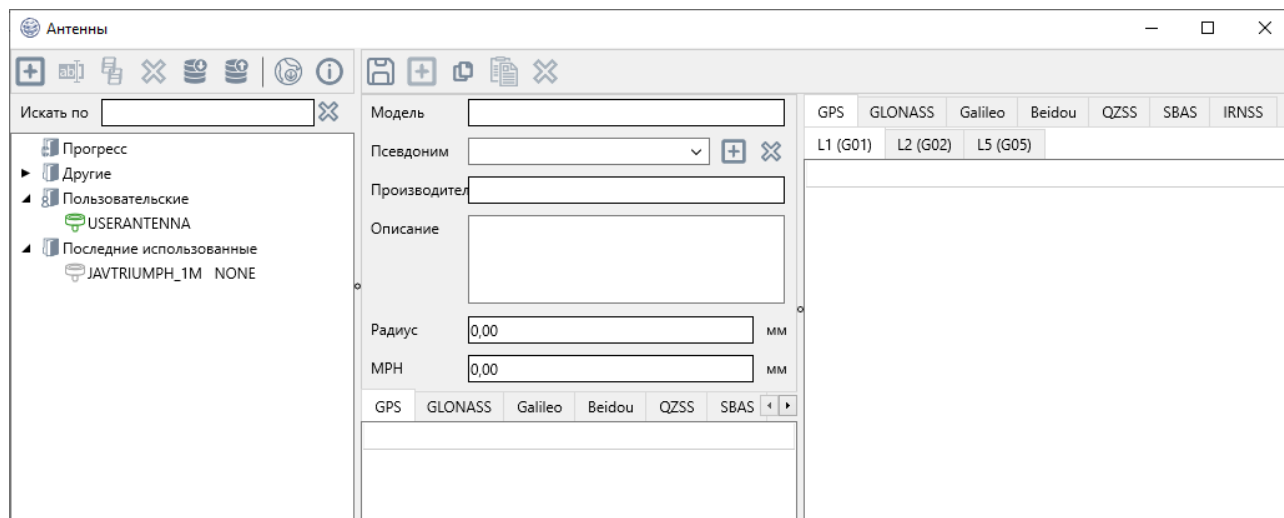 Антенны
Искать по
Прогресс
Другие
Пользовательские
USERANTENNA
Последние использованные
JAVTRIUMPH_1M NONE
Модель
Псевдоним
Производител
Описание
Радиус 0,00 мм
MPH 0,00 мм
GPS GLONASS Galileo Beidou QZSS SBAS
GPS GLONASS Galileo Beidou QZSS SBAS IRNSS
L1 (G01) L2 (G02) L5 (G05)